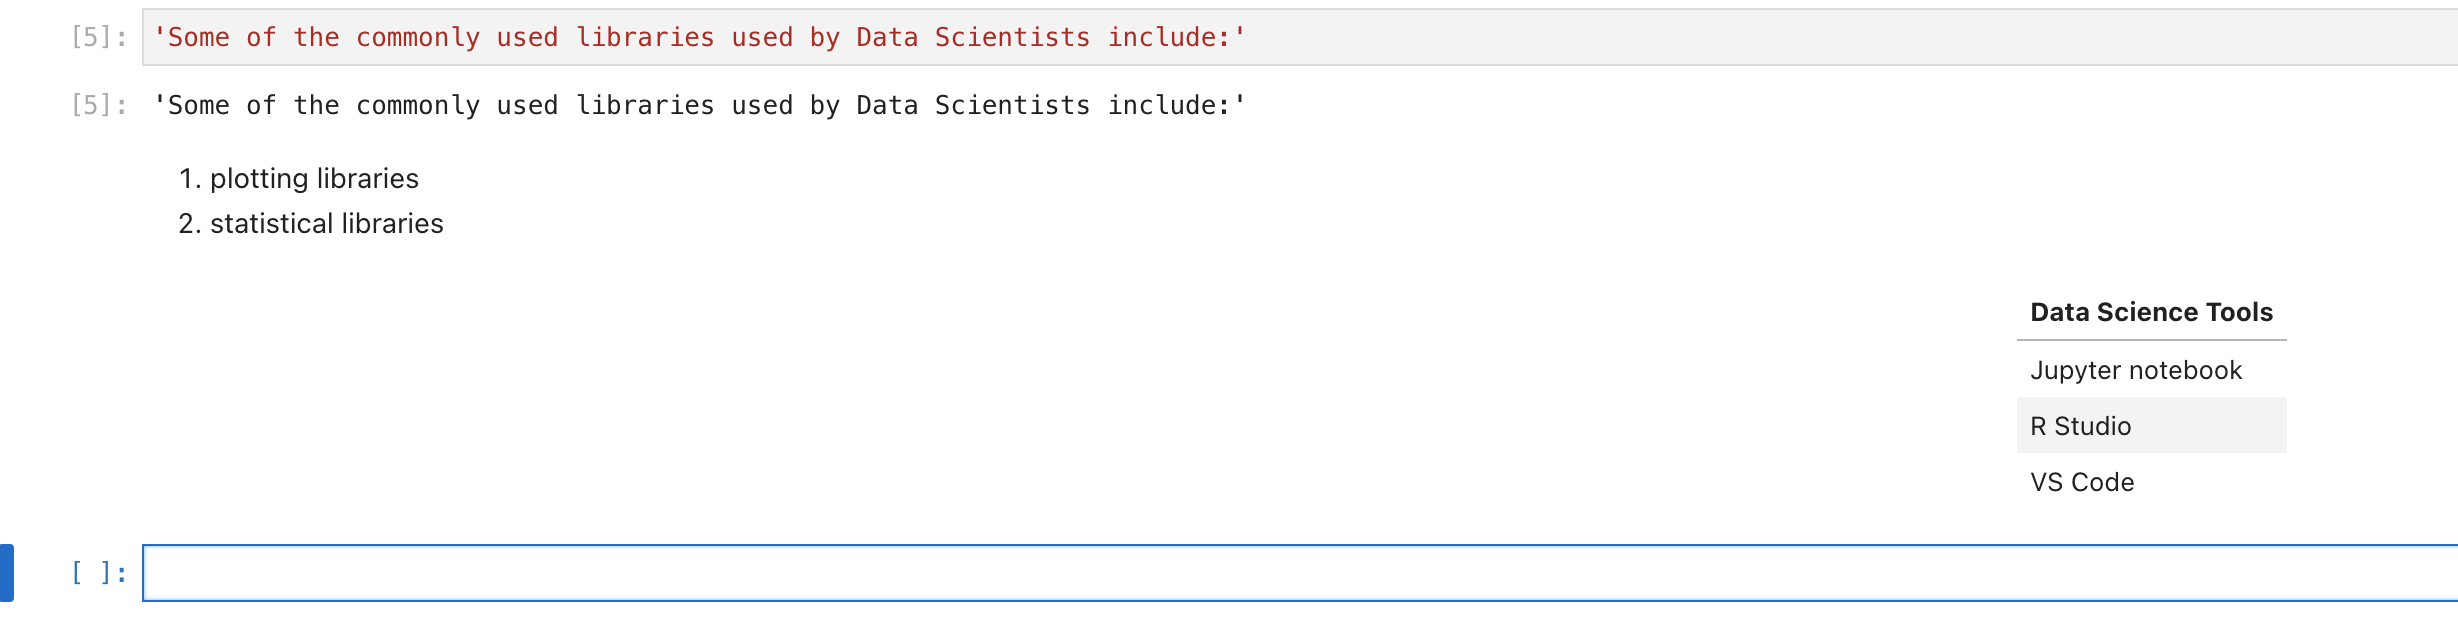 [5]: 'Some of the commonly used libraries used by Data Scientists include:'
[5]: 'Some of the commonly used libraries used by Data Scientists include:'
1. plotting libraries
2. statistical libraries
Data Science Tools
Jupyter notebook
R Studio
VS Code
[ ]: